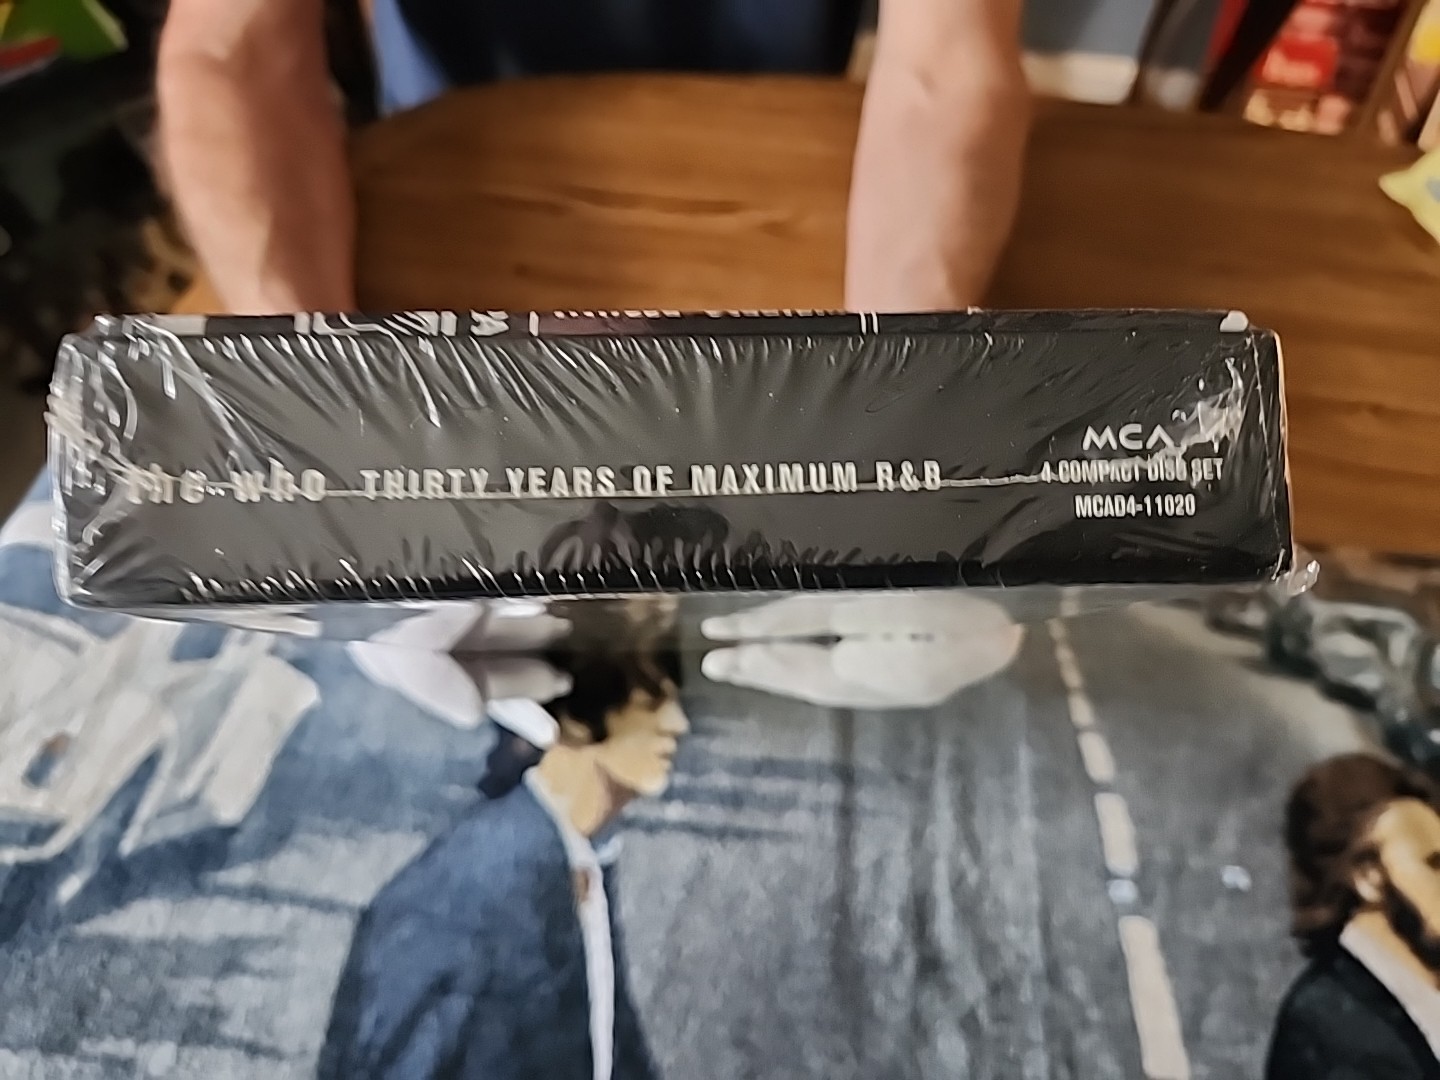 the who THIRTY YEARS OF MAXIMUM R&B
MCA
4 COMPACT DISC SET
MCAD4-11020